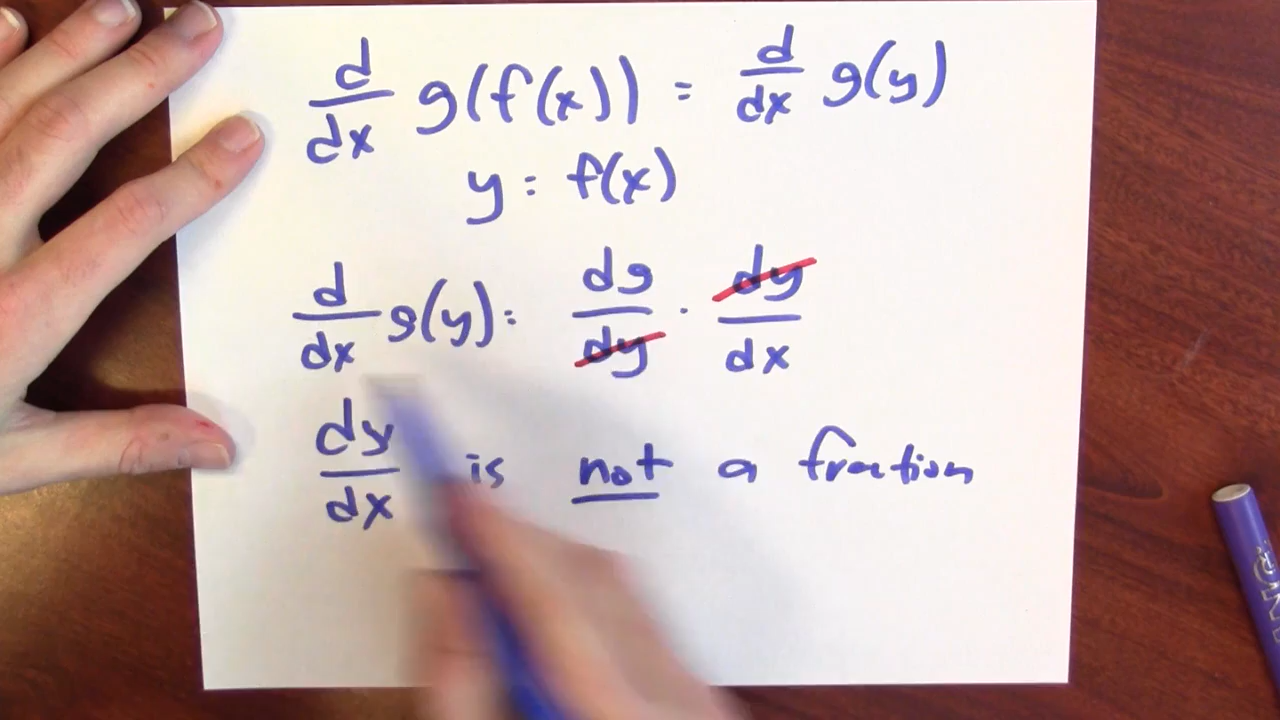 d/dx g(f(x)) = d/dx g(y)
y = f(x)
d/dx g(y) = dg/dy · dy/dx
dy/dx is not a fraction